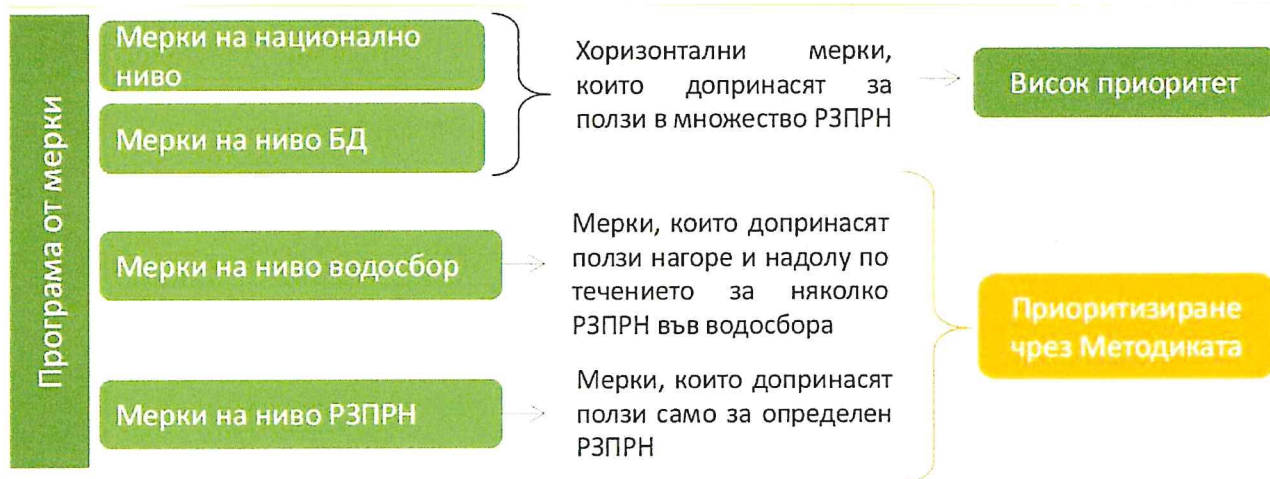 Програма от мерки
Мерки на национално
ниво
Мерки на ниво БД
Хоризонтални мерки,
които допринасят за
ползи в множество РЗПРН
Висок приоритет
Мерки на ниво водосбор
Мерки, които допринасят
ползи нагоре и надолу по
течението за няколко
РЗПРН във водосбора
Мерки на ниво РЗПРН
Мерки, които допринасят
ползи само за определен
РЗПРН
Приоритизиране
чрез Методиката